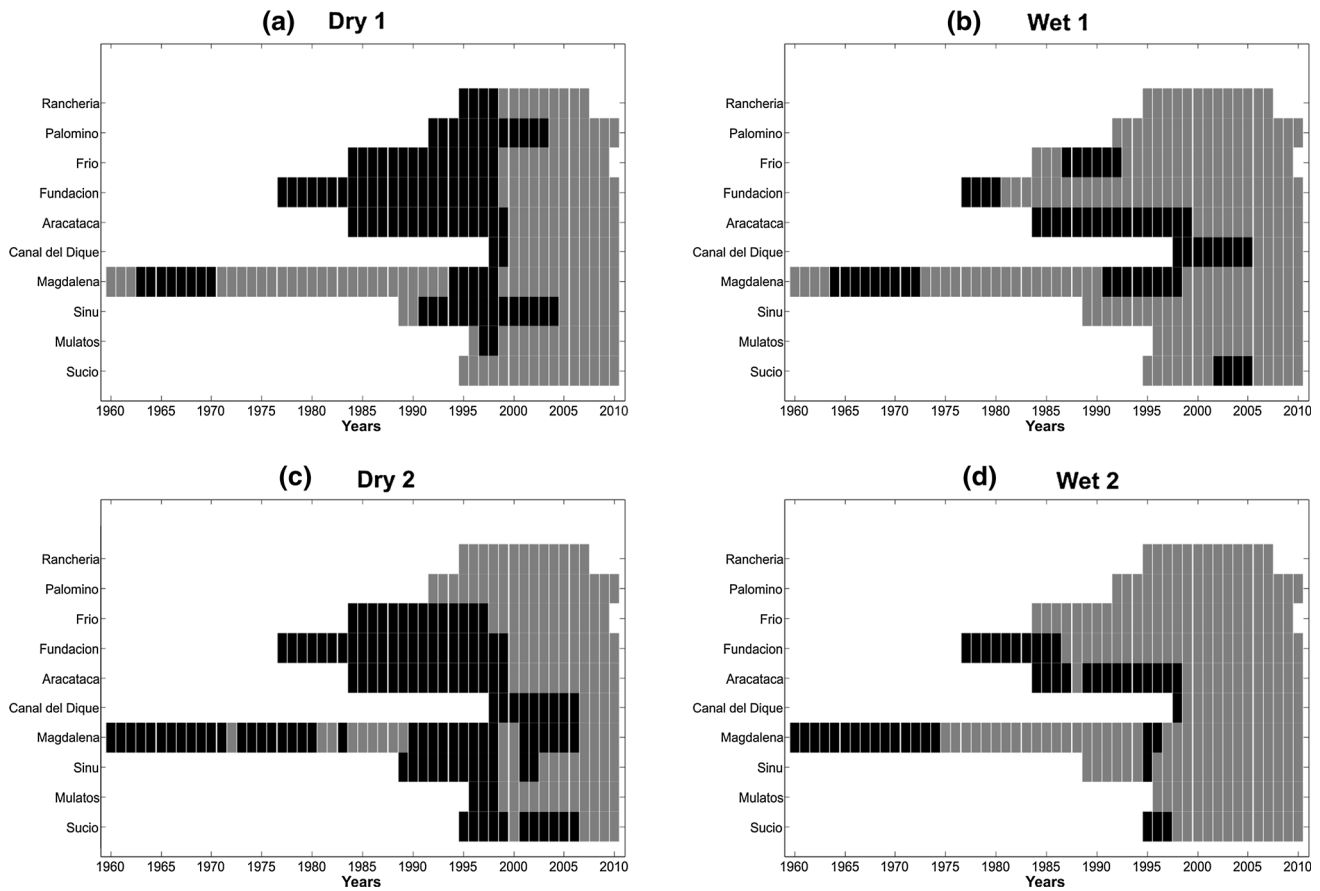 (a) Dry 1
Rancheria
Palomino
Frio
Fundacion
Aracataca
Canal del Dique
Magdalena
Sinu
Mulatos
Sucio
1960 1965 1970 1975 1980 1985 1990 1995 2000 2005 2010
Years
(b) Wet 1
Rancheria
Palomino
Frio
Fundacion
Aracataca
Canal del Dique
Magdalena
Sinu
Mulatos
Sucio
1960 1965 1970 1975 1980 1985 1990 1995 2000 2005 2010
Years
(c) Dry 2
Rancheria
Palomino
Frio
Fundacion
Aracataca
Canal del Dique
Magdalena
Sinu
Mulatos
Sucio
1960 1965 1970 1975 1980 1985 1990 1995 2000 2005 2010
Years
(d) Wet 2
Rancheria
Palomino
Frio
Fundacion
Aracataca
Canal del Dique
Magdalena
Sinu
Mulatos
Sucio
1960 1965 1970 1975 1980 1985 1990 1995 2000 2005 2010
Years